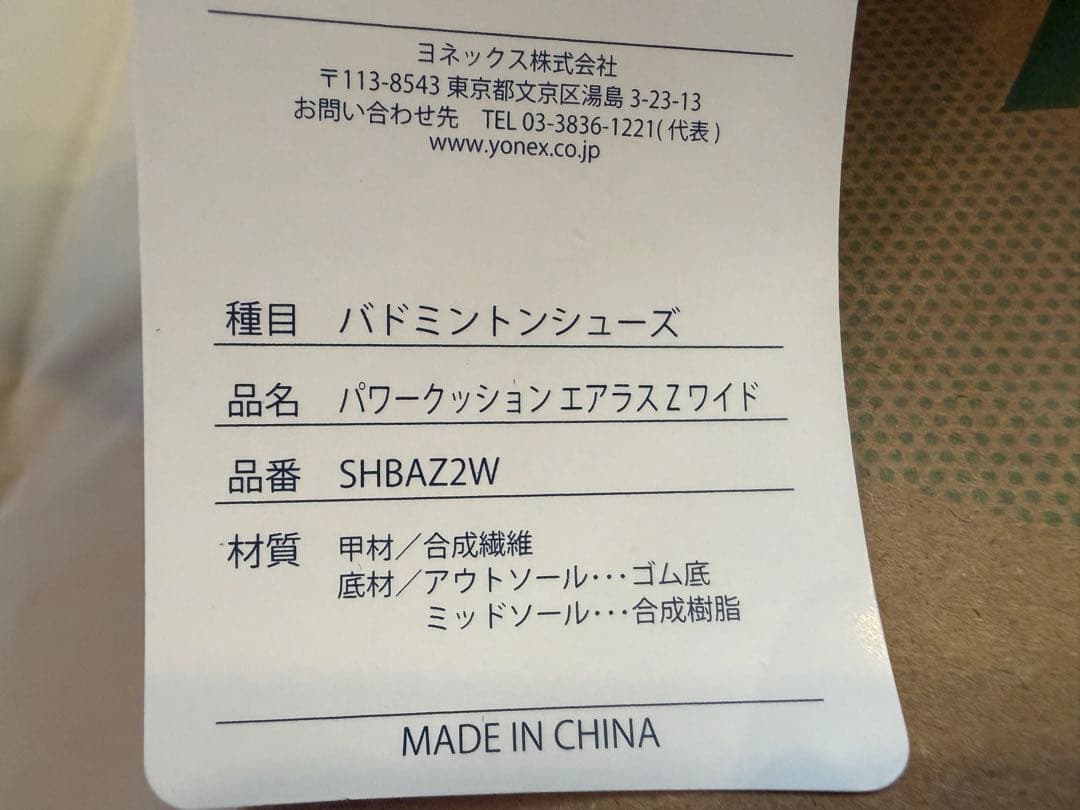 ヨネックス株式会社
〒113-8543 東京都文京区湯島 3-23-13
お問い合わせ先　TEL 03-3836-1221(代表)
www.yonex.co.jp
種目　バドミントンシューズ
品名　パワークッション エアラス Z ワイド
品番　SHBAZ2W
材質　甲材／合成繊維
底材／アウトソール･･･ゴム底
ミッドソール･･･合成樹脂
MADE IN CHINA